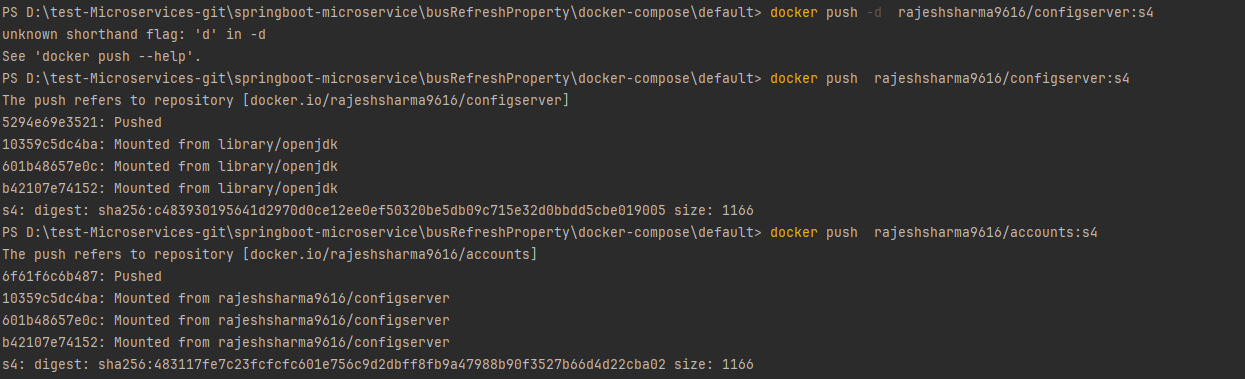 PS D:\test-Microservices-git\springboot-microservice\busRefreshProperty\docker-compose\default> docker push -d  rajeshsharma9616/configserver:s4
unknown shorthand flag: 'd' in -d
See 'docker push --help'.
PS D:\test-Microservices-git\springboot-microservice\busRefreshProperty\docker-compose\default> docker push  rajeshsharma9616/configserver:s4
The push refers to repository [docker.io/rajeshsharma9616/configserver]
5294e69e3521: Pushed
10359c5dc4ba: Mounted from library/openjdk
601b48657e0c: Mounted from library/openjdk
b42107e74152: Mounted from library/openjdk
s4: digest: sha256:c483930195641d2970d0ce12ee0ef50320be5db09c715e32d0bbdd5cbe019005 size: 1166
PS D:\test-Microservices-git\springboot-microservice\busRefreshProperty\docker-compose\default> docker push  rajeshsharma9616/accounts:s4
The push refers to repository [docker.io/rajeshsharma9616/accounts]
6f61f6c6b487: Pushed
10359c5dc4ba: Mounted from rajeshsharma9616/configserver
601b48657e0c: Mounted from rajeshsharma9616/configserver
b42107e74152: Mounted from rajeshsharma9616/configserver
s4: digest: sha256:483117fe7c23fcfcfc601e756c9d2dbff8fb9a47988b90f3527b66d4d22cba02 size: 1166